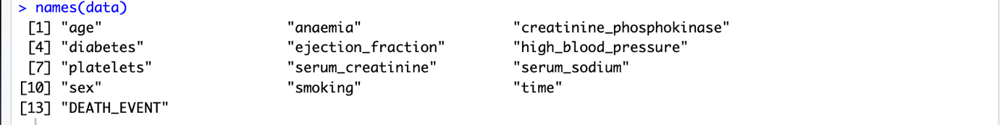 > names(data)
[1] "age" "anaemia" "creatinine_phosphokinase"
[4] "diabetes" "ejection_fraction" "high_blood_pressure"
[7] "platelets" "serum_creatinine" "serum_sodium"
[10] "sex" "smoking" "time"
[13] "DEATH_EVENT"